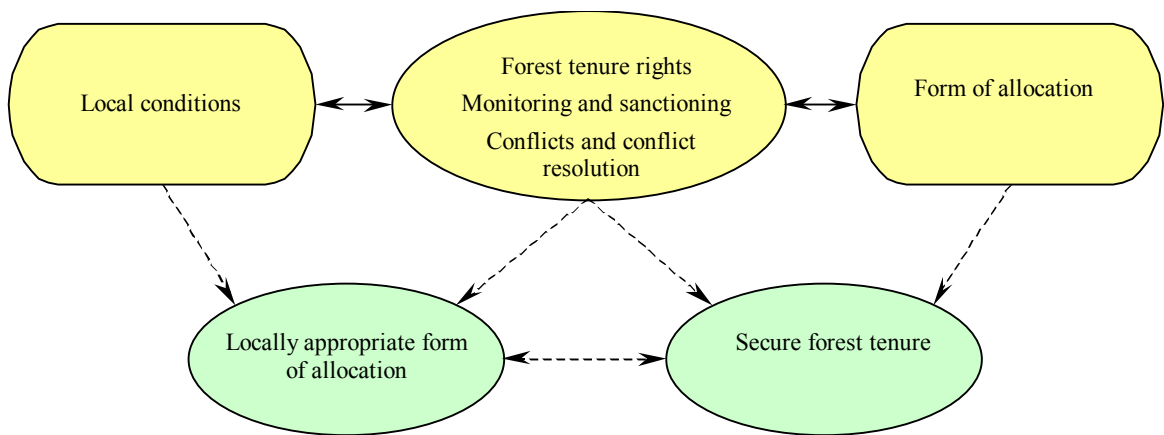 Local conditions
Forest tenure rights
Monitoring and sanctioning
Conflicts and conflict
resolution
Form of allocation
Locally appropriate form
of allocation
Secure forest tenure